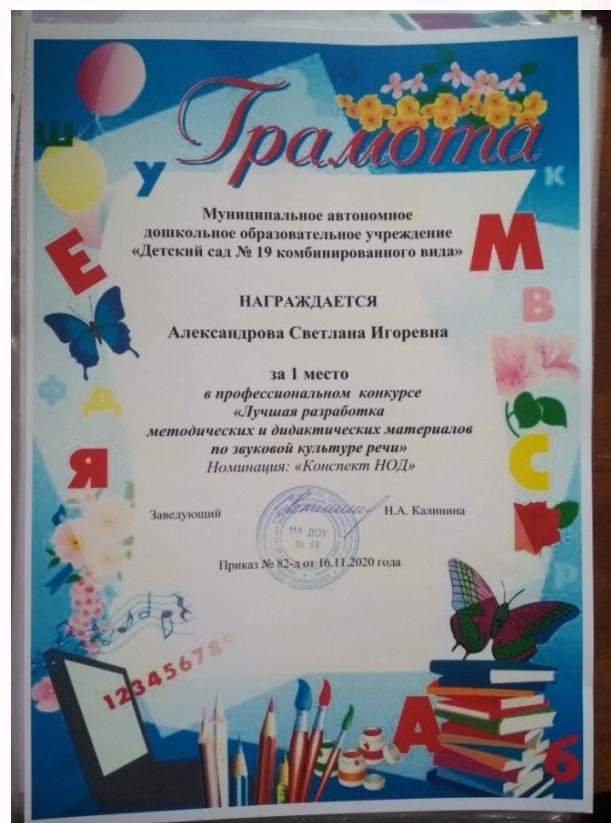 Грамота
Муниципальное автономное
дошкольное образовательное учреждение
«Детский сад № 19 комбинированного вида»
НАГРАЖДАЕТСЯ
Александрова Светлана Игоревна
за 1 место
в профессиональном конкурсе
«Лучшая разработка
методических и дидактических материалов
по звуковой культуре речи»
Номинация: «Конспект НОД»
Заведующий Н.А. Калинина
МА ДОУ
№ 19
Приказ № 82-д от 16.11.2020 года
Ш
У
К
Е
М
В
Ф
Д
Я
С
Р
123456789
А
Б